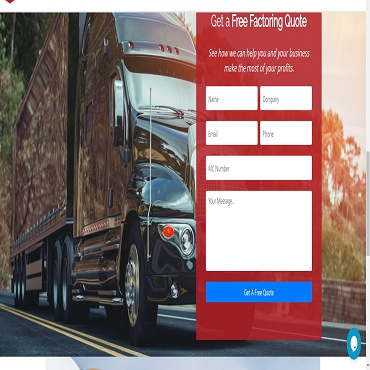 Get a Free Factoring Quote
See how we can help you and your business
make the most of your profits.
Name
Company
Email
Phone
MC Number
Your Message...
Get A Free Quote